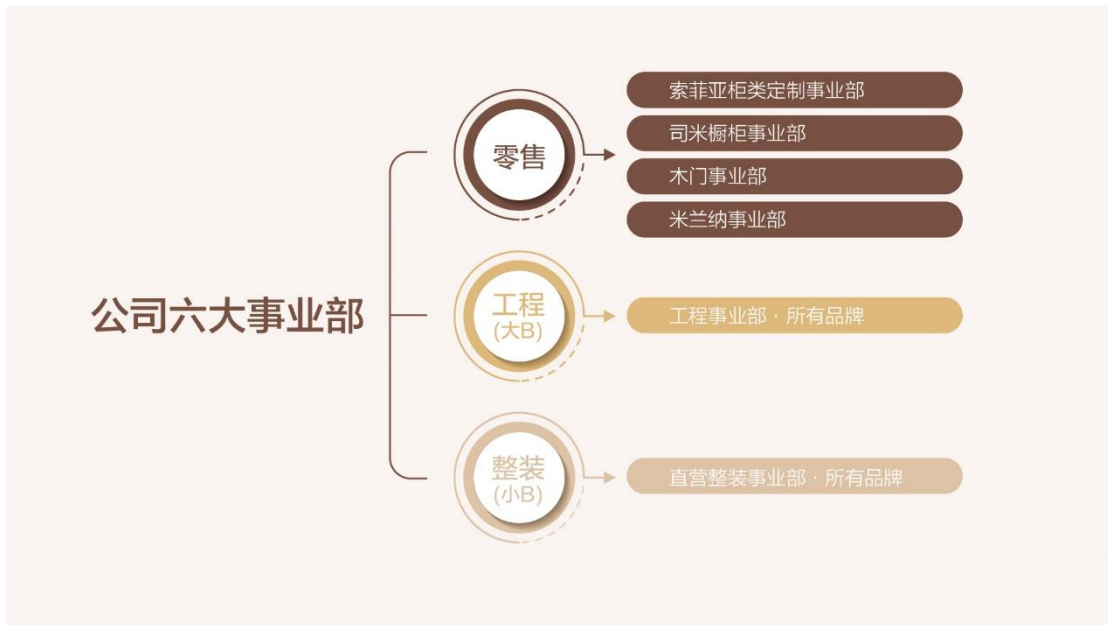 公司六大事业部
零售
索菲亚柜类定制事业部
司米橱柜事业部
木门事业部
米兰纳事业部
工程
(大B)
工程事业部·所有品牌
整装
(小B)
直营整装事业部·所有品牌